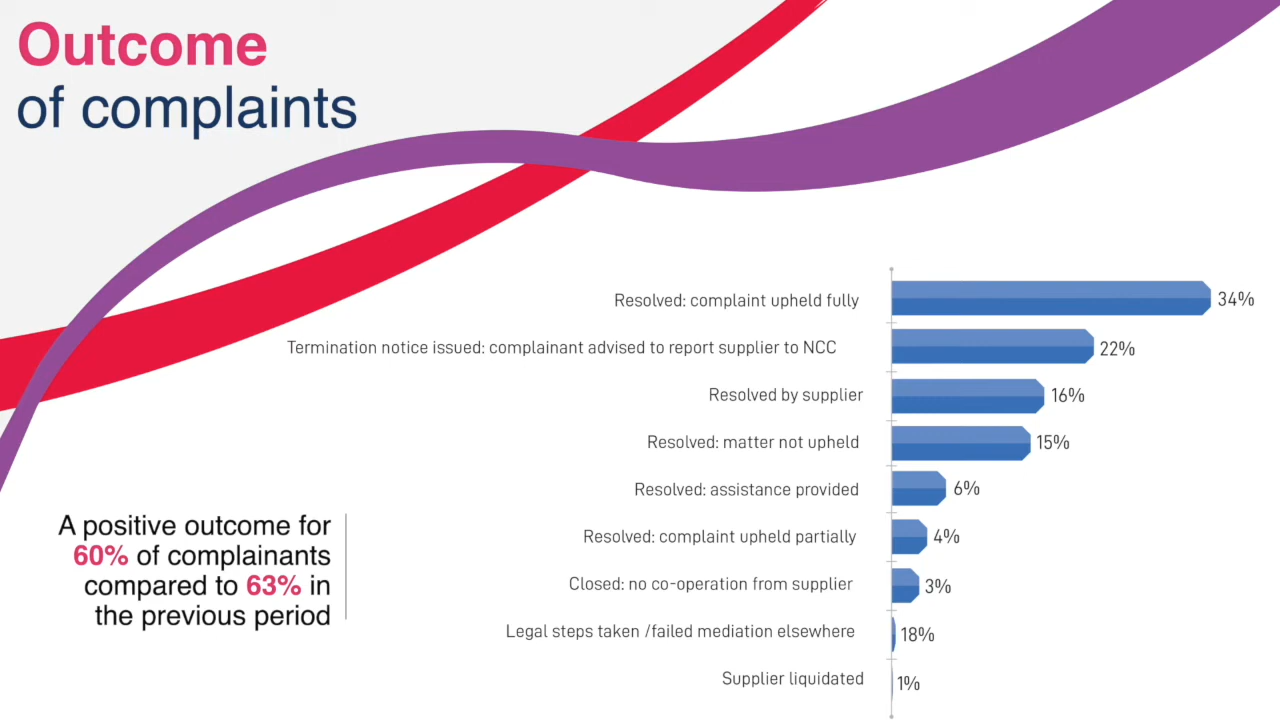 Outcome
of complaints
Resolved: complaint upheld fully
34%
Termination notice issued: complainant advised to report supplier to NCC
22%
Resolved by supplier
16%
Resolved: matter not upheld
15%
Resolved: assistance provided
6%
Resolved: complaint upheld partially
4%
Closed: no co-operation from supplier
3%
Legal steps taken /failed mediation elsewhere
18%
Supplier liquidated
1%
A positive outcome for
60% of complainants
compared to 63% in
the previous period